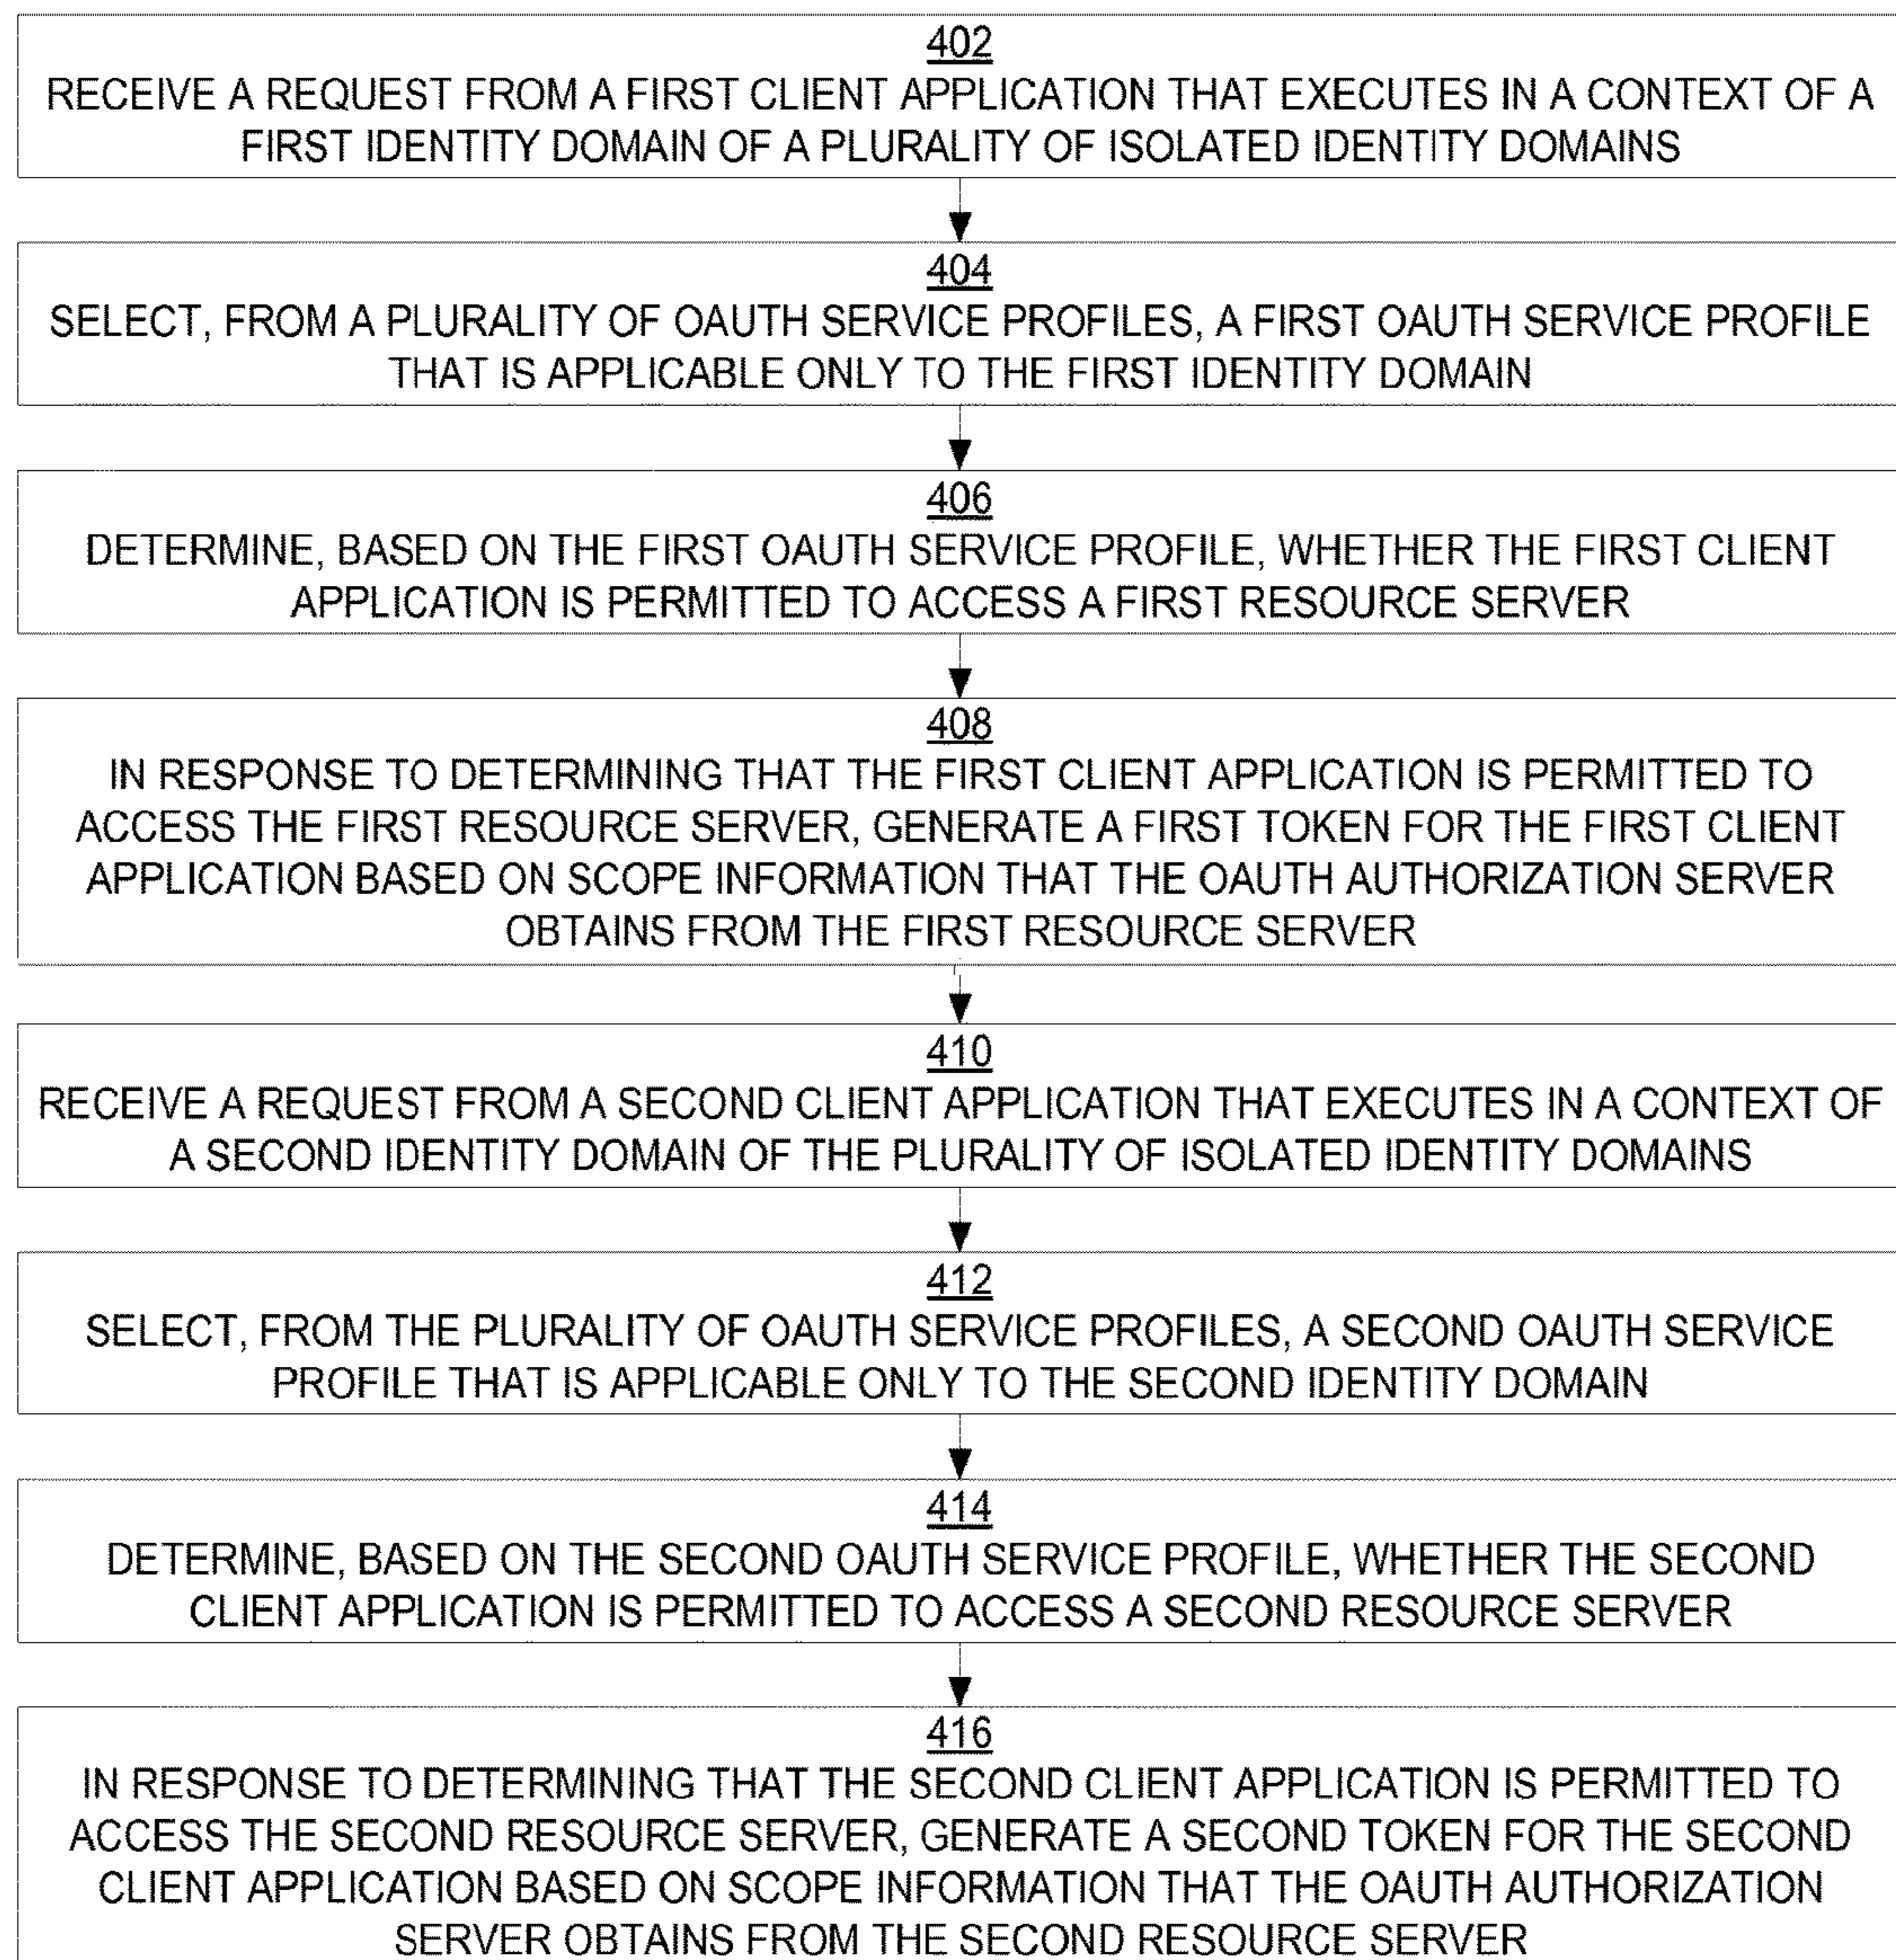 402
RECEIVE A REQUEST FROM A FIRST CLIENT APPLICATION THAT EXECUTES IN A CONTEXT OF A
FIRST IDENTITY DOMAIN OF A PLURALITY OF ISOLATED IDENTITY DOMAINS
404
SELECT, FROM A PLURALITY OF OAUTH SERVICE PROFILES, A FIRST OAUTH SERVICE PROFILE
THAT IS APPLICABLE ONLY TO THE FIRST IDENTITY DOMAIN
406
DETERMINE, BASED ON THE FIRST OAUTH SERVICE PROFILE, WHETHER THE FIRST CLIENT
APPLICATION IS PERMITTED TO ACCESS A FIRST RESOURCE SERVER
408
IN RESPONSE TO DETERMINING THAT THE FIRST CLIENT APPLICATION IS PERMITTED TO
ACCESS THE FIRST RESOURCE SERVER, GENERATE A FIRST TOKEN FOR THE FIRST CLIENT
APPLICATION BASED ON SCOPE INFORMATION THAT THE OAUTH AUTHORIZATION SERVER
OBTAINS FROM THE FIRST RESOURCE SERVER
410
RECEIVE A REQUEST FROM A SECOND CLIENT APPLICATION THAT EXECUTES IN A CONTEXT OF
A SECOND IDENTITY DOMAIN OF THE PLURALITY OF ISOLATED IDENTITY DOMAINS
412
SELECT, FROM THE PLURALITY OF OAUTH SERVICE PROFILES, A SECOND OAUTH SERVICE
PROFILE THAT IS APPLICABLE ONLY TO THE SECOND IDENTITY DOMAIN
414
DETERMINE, BASED ON THE SECOND OAUTH SERVICE PROFILE, WHETHER THE SECOND
CLIENT APPLICATION IS PERMITTED TO ACCESS A SECOND RESOURCE SERVER
416
IN RESPONSE TO DETERMINING THAT THE SECOND CLIENT APPLICATION IS PERMITTED TO
ACCESS THE SECOND RESOURCE SERVER, GENERATE A SECOND TOKEN FOR THE SECOND
CLIENT APPLICATION BASED ON SCOPE INFORMATION THAT THE OAUTH AUTHORIZATION
SERVER OBTAINS FROM THE SECOND RESOURCE SERVER